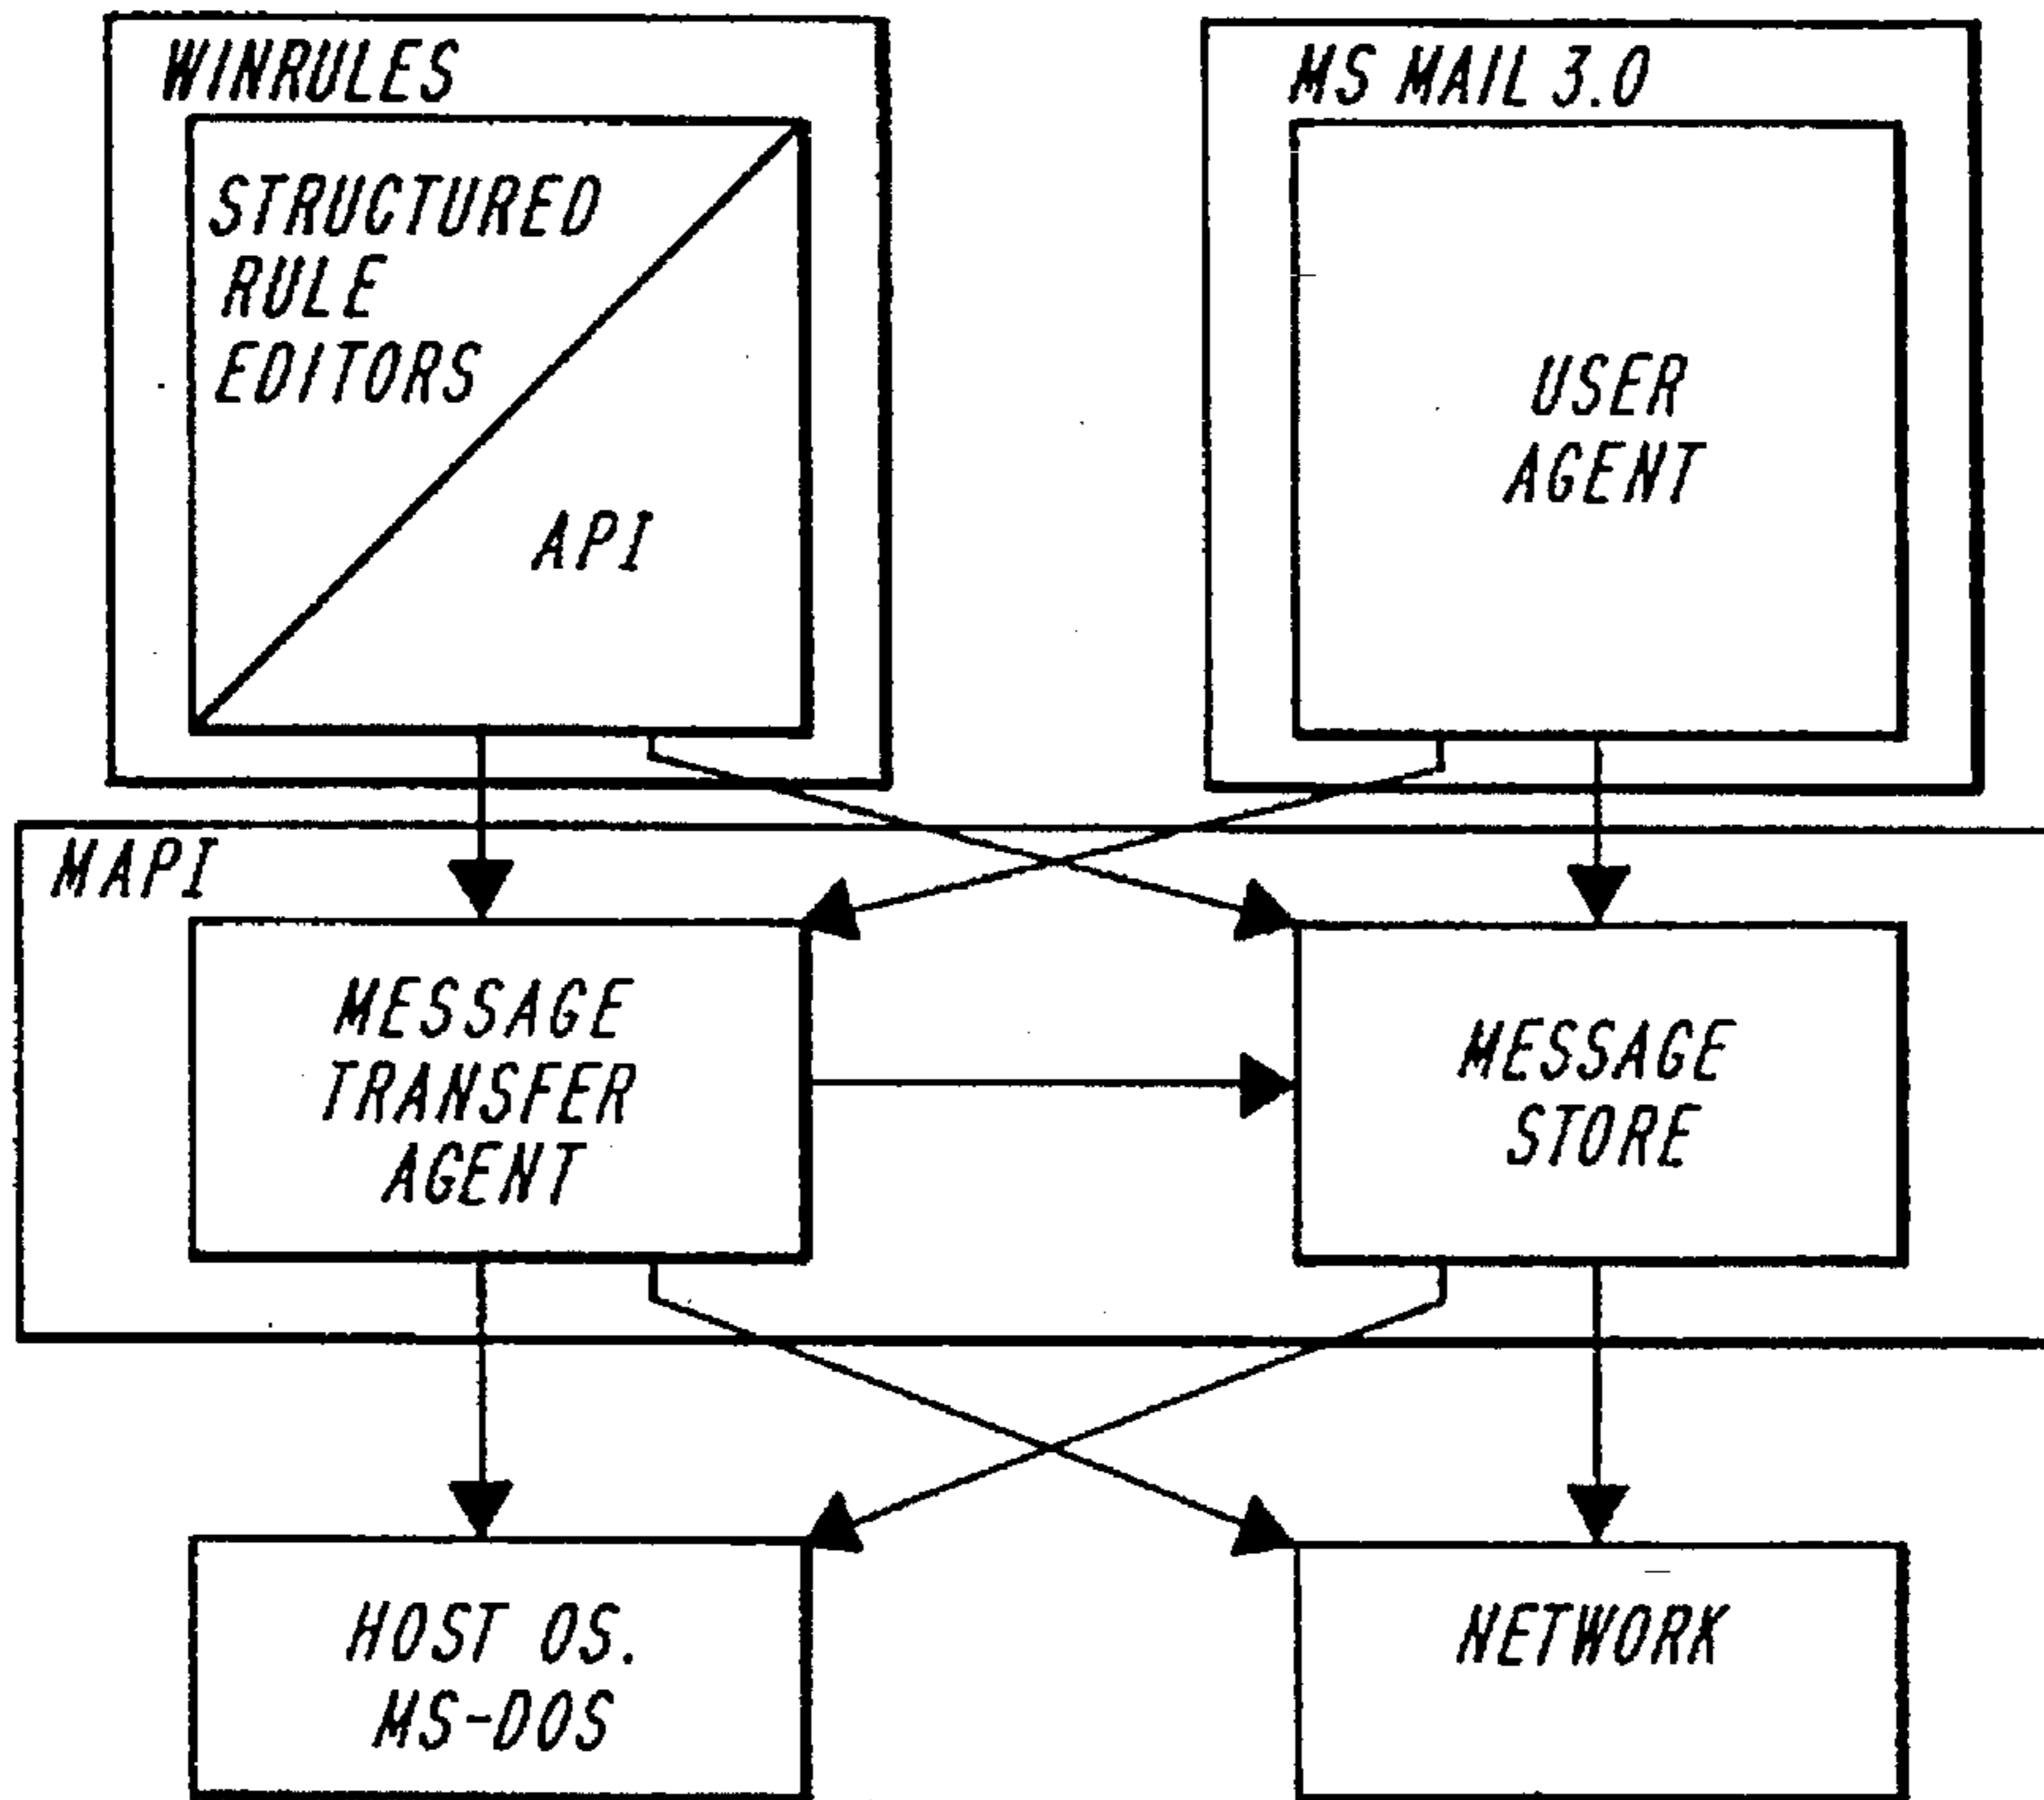 WINRULES
STRUCTURED
RULE
EDITORS
API
MS MAIL 3.0
USER
AGENT
MAPI
MESSAGE
TRANSFER
AGENT
MESSAGE
STORE
HOST OS.
MS-DOS
NETWORK